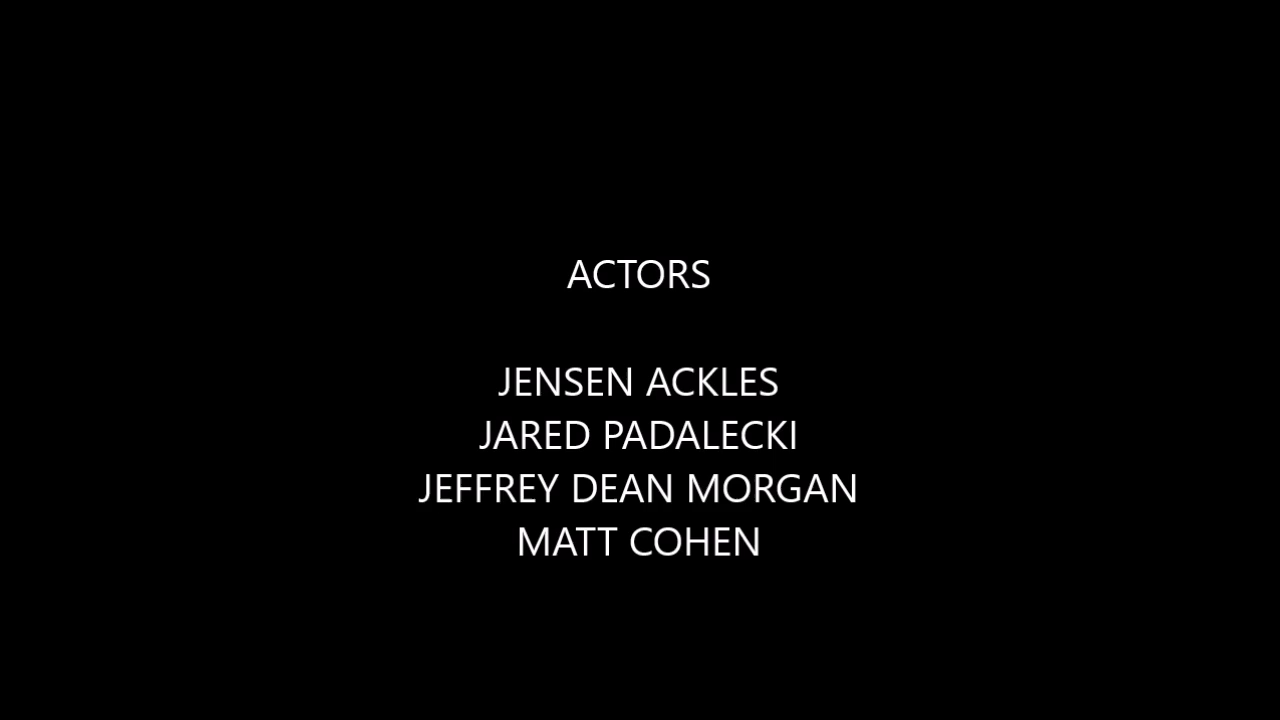 ACTORS
JENSEN ACKLES
JARED PADALECKI
JEFFREY DEAN MORGAN
MATT COHEN